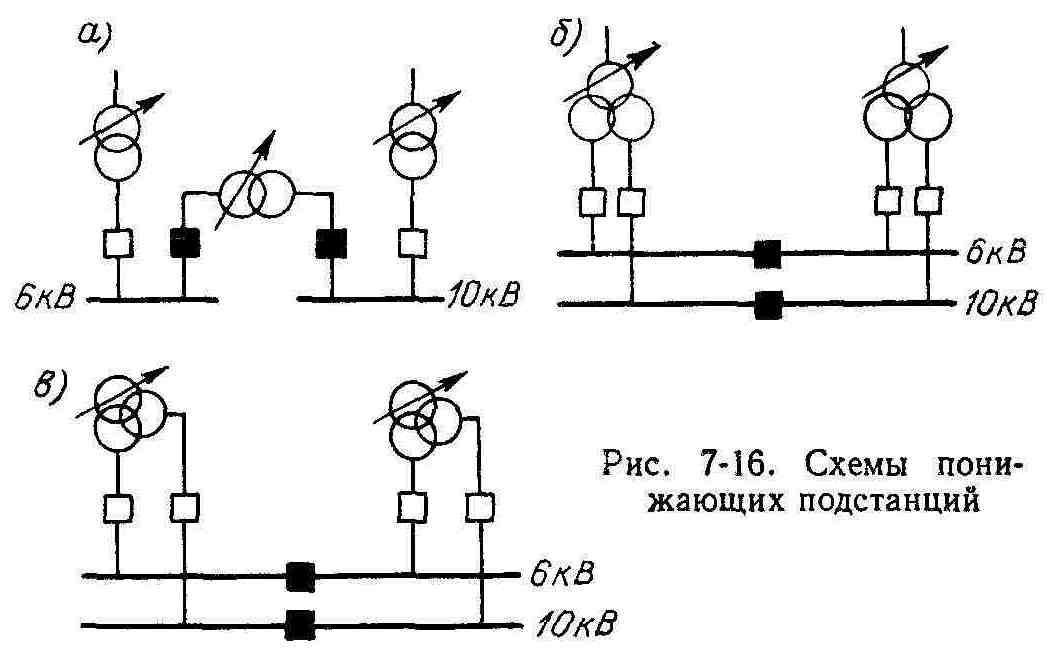 а)
б)
6кВ
10кВ
6кВ
10кВ
в)
Рис. 7-16. Схемы пони-
жающих подстанций
6кВ
10кВ